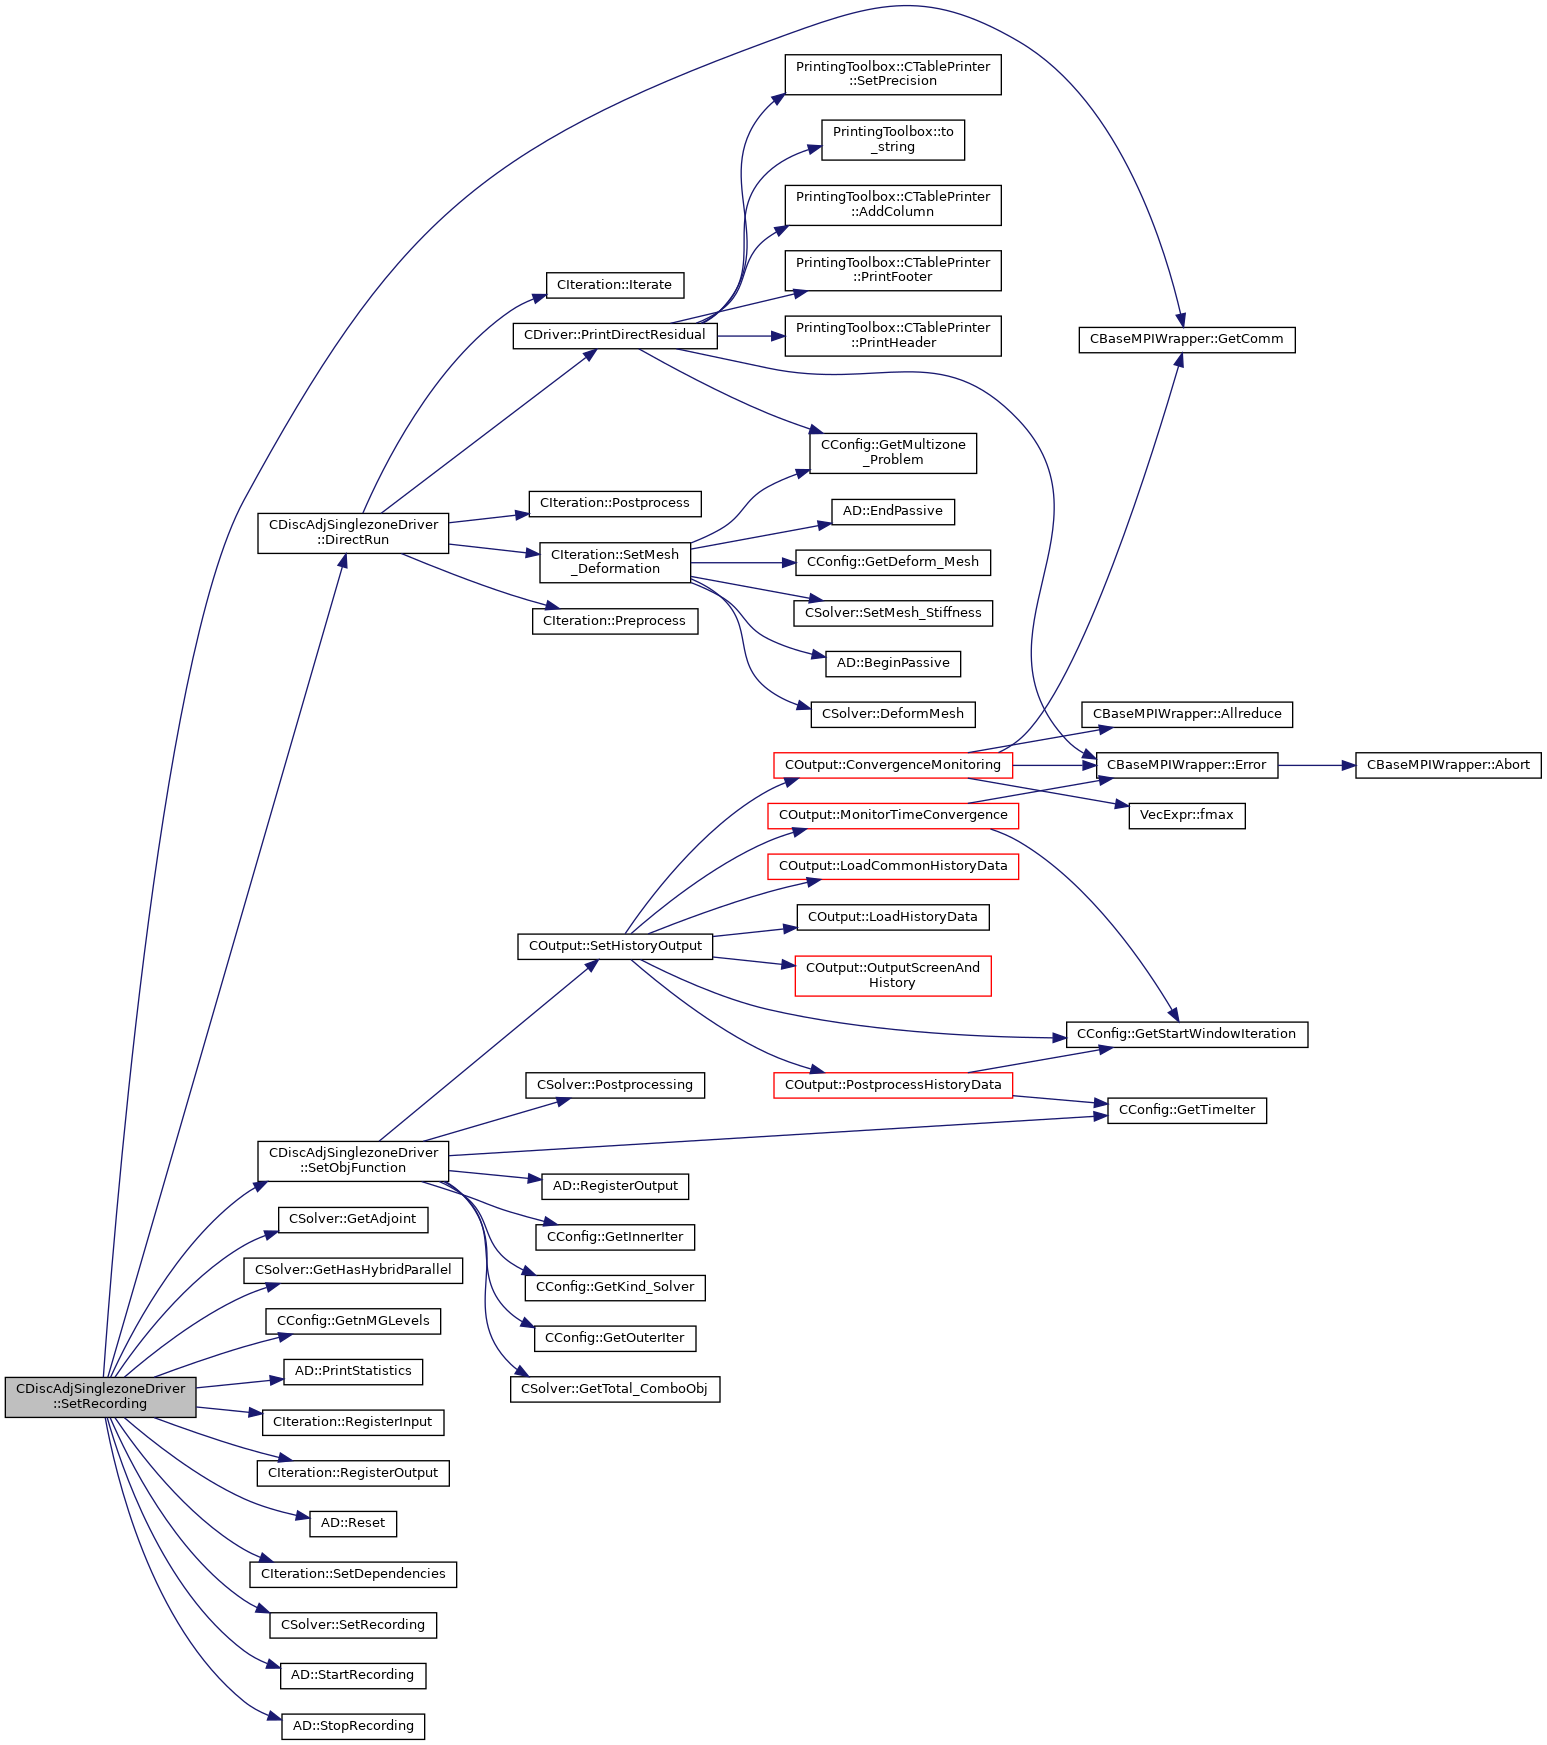 PrintingToolbox::CTablePrinter
::SetPrecision
PrintingToolbox::to
_string
PrintingToolbox::CTablePrinter
::AddColumn
PrintingToolbox::CTablePrinter
::PrintFooter
CIteration::Iterate
CDriver::PrintDirectResidual
PrintingToolbox::CTablePrinter
::PrintHeader
CBaseMPIWrapper::GetComm
CConfig::GetMultizone
_Problem
CIteration::Postprocess
AD::EndPassive
CDiscAdjSinglezoneDriver
::DirectRun
CIteration::SetMesh
_Deformation
CConfig::GetDeform_Mesh
CSolver::SetMesh_Stiffness
CIteration::Preprocess
AD::BeginPassive
CSolver::DeformMesh
CBaseMPIWrapper::Allreduce
COutput::ConvergenceMonitoring
CBaseMPIWrapper::Error
CBaseMPIWrapper::Abort
COutput::MonitorTimeConvergence
VecExpr::fmax
COutput::LoadCommonHistoryData
COutput::LoadHistoryData
COutput::SetHistoryOutput
COutput::OutputScreenAnd
History
CConfig::GetStartWindowIteration
CSolver::Postprocessing
COutput::PostprocessHistoryData
CConfig::GetTimeIter
CDiscAdjSinglezoneDriver
::SetObjFunction
AD::RegisterOutput
CSolver::GetAdjoint
CConfig::GetInnerIter
CSolver::GetHasHybridParallel
CConfig::GetKind_Solver
CConfig::GetnMGLevels
CConfig::GetOuterIter
AD::PrintStatistics
CSolver::GetTotal_ComboObj
CDiscAdjSinglezoneDriver
::SetRecording
CIteration::RegisterInput
CIteration::RegisterOutput
AD::Reset
CIteration::SetDependencies
CSolver::SetRecording
AD::StartRecording
AD::StopRecording